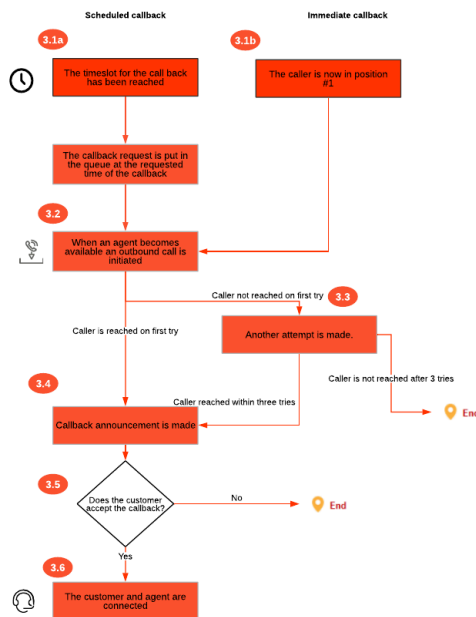 Scheduled callback
Immediate callback
3.1a
3.1b
The timeslot for the call back
has been reached
The caller is now in position
#1
The callback request is put in
the queue at the requested
time of the callback
3.2
When an agent becomes
available an outbound call is
initiated
Caller not reached on first try
3.3
Caller is reached on first try
Another attempt is made.
Caller is not reached after 3 tries
3.4
Caller reached within three tries
End
Callback announcement is made
3.5
Does the customer
accept the callback?
No
End
Yes
3.6
The customer and agent are
connected